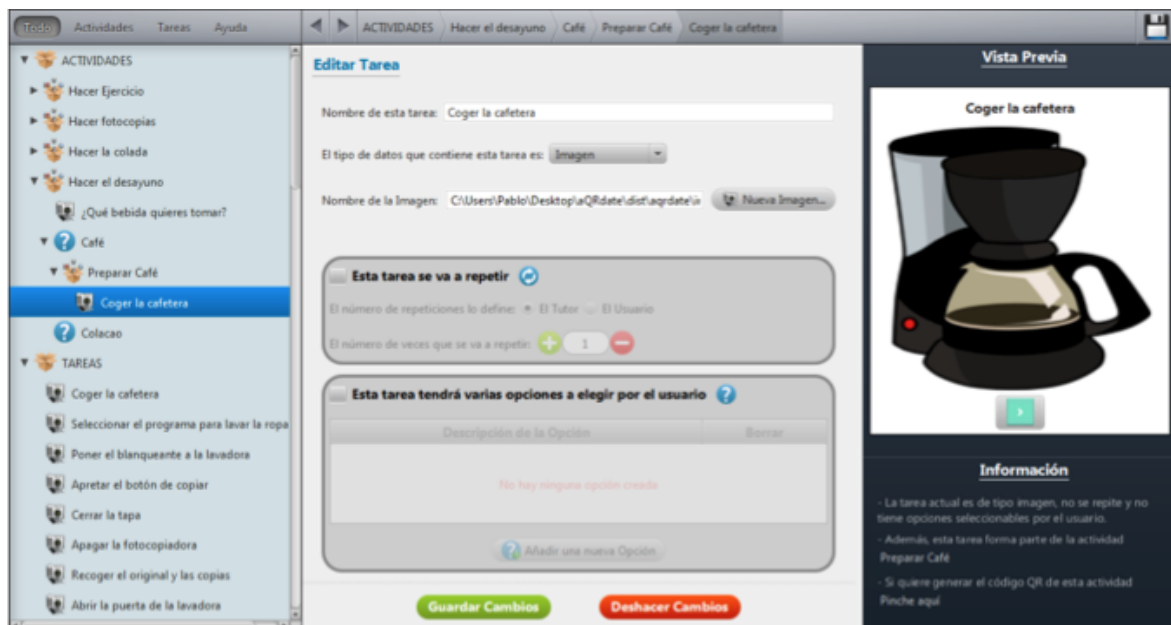 Todo Actividades Tareas Ayuda
ACTIVIDADES Hacer el desayuno Café Preparar Café Coger la cafetera
ACTIVIDADES
Hacer Ejercicio
Hacer fotocopias
Hacer la colada
Hacer el desayuno
¿Qué bebida quieres tomar?
Café
Preparar Café
Coger la cafetera
Colacao
TAREAS
Coger la cafetera
Seleccionar el programa para lavar la ropa
Poner el blanqueante a la lavadora
Apretar el botón de copiar
Cerrar la tapa
Apagar la fotocopiadora
Recoger el original y las copias
Abrir la puerta de la lavadora
Editar Tarea
Nombre de esta tarea: Coger la cafetera
El tipo de datos que contiene esta tarea es: Imagen
Nombre de la Imagen: C:\Users\Pablo\Desktop\aQRdate\dist\aqrdate\ Nueva Imagen...
Esta tarea se va a repetir
El número de repeticiones lo define: El Tutor El Usuario
El número de veces que se va a repetir: 1
Esta tarea tendrá varias opciones a elegir por el usuario
Descripción de la Opción Borrar
No hay ninguna opción creada
Añadir una nueva Opción
Guardar Cambios Deshacer Cambios
Vista Previa
Coger la cafetera
Información
- La tarea actual es de tipo imagen, no se repite y no
tiene opciones seleccionables por el usuario.
- Además, esta tarea forma parte de la actividad
Preparar Café
- Si quiere generar el código QR de esta actividad
Pinche aquí